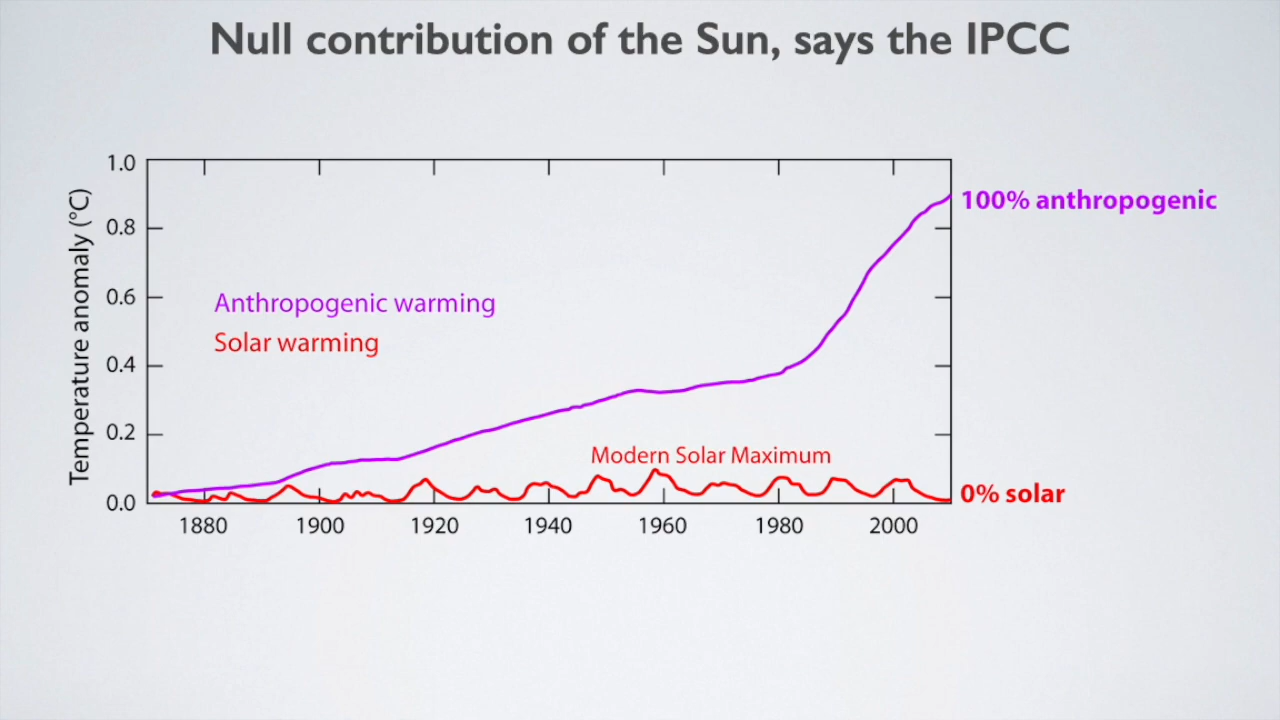 Null contribution of the Sun, says the IPCC
Temperature anomaly (°C)
1.0
0.8
0.6
0.4
0.2
0.0
Anthropogenic warming
Solar warming
Modern Solar Maximum
100% anthropogenic
0% solar
1880 1900 1920 1940 1960 1980 2000